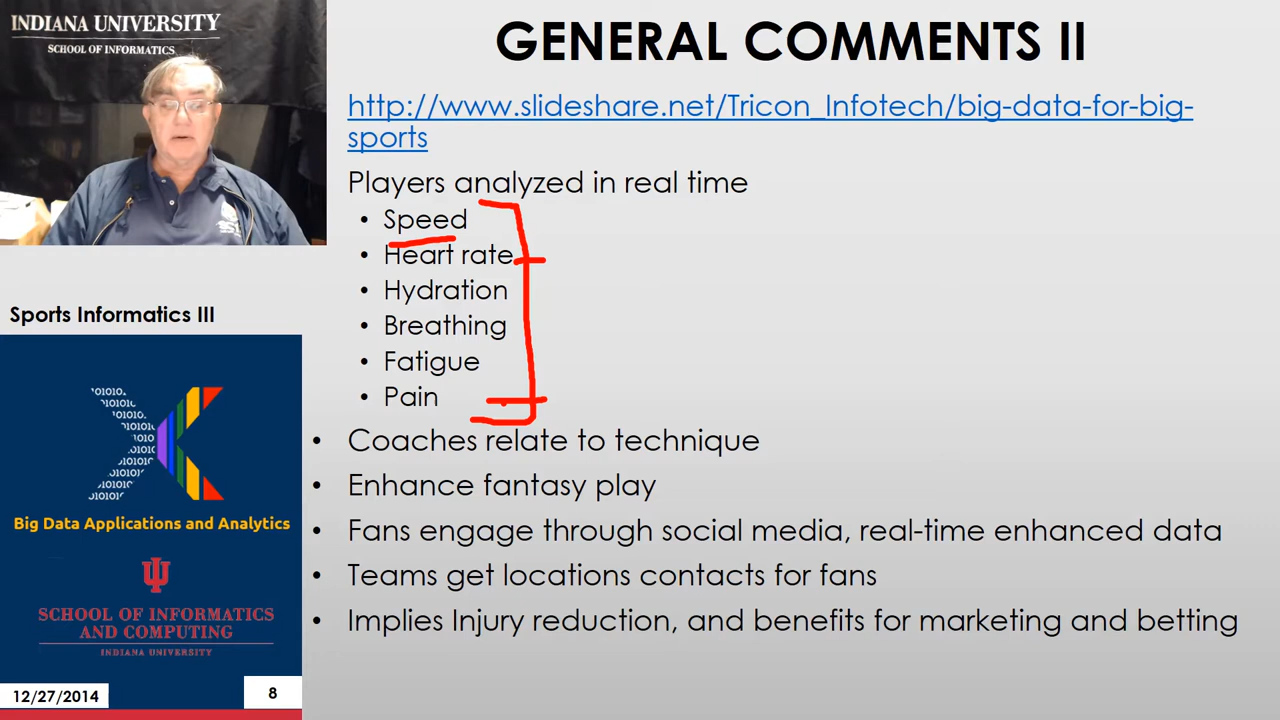 INDIANA UNIVERSITY
SCHOOL OF INFORMATICS
GENERAL COMMENTS II
http://www.slideshare.net/Tricon_Infotech/big-data-for-big-
sports
Players analyzed in real time
• Speed
• Heart rate
• Hydration
• Breathing
• Fatigue
• Pain
• Coaches relate to technique
• Enhance fantasy play
• Fans engage through social media, real-time enhanced data
• Teams get locations contacts for fans
• Implies Injury reduction, and benefits for marketing and betting
Sports Informatics III
Big Data Applications and Analytics
SCHOOL OF INFORMATICS
AND COMPUTING
INDIANA UNIVERSITY
12/27/2014
8